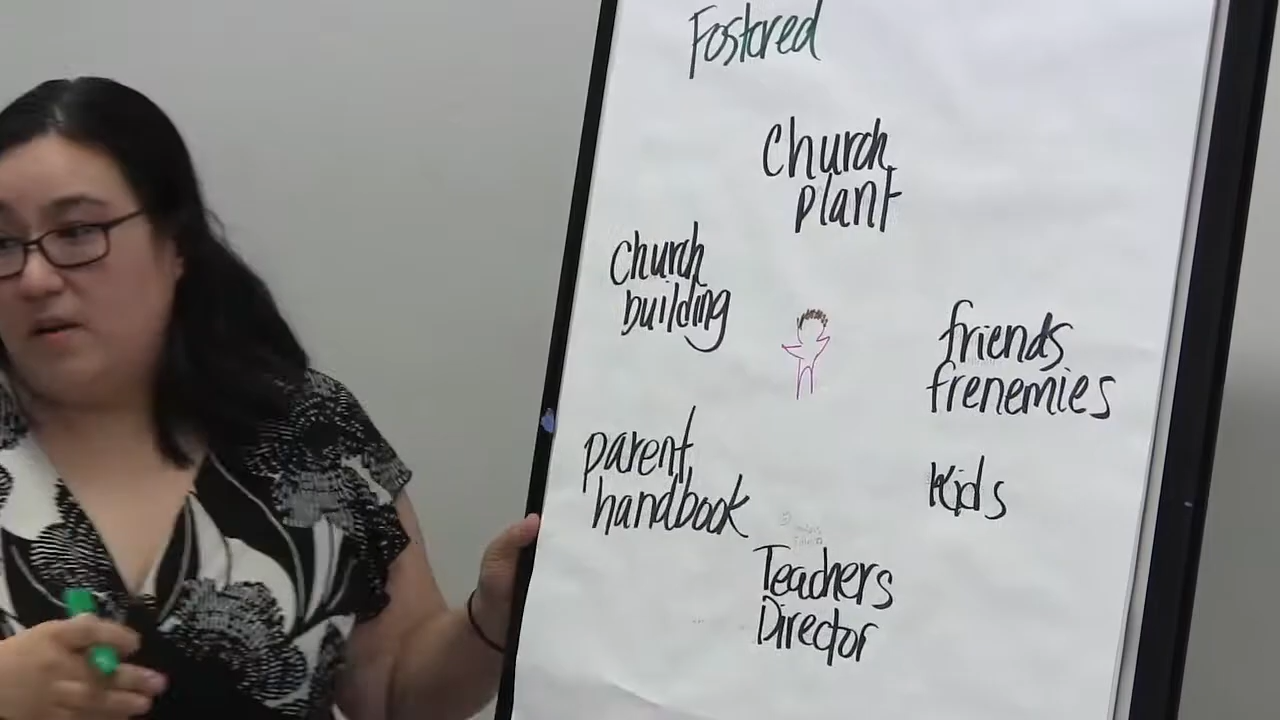 Fostered
Church
plant
Church
building
friends
frenemies
parent
handbook
Kids
Teachers
Director